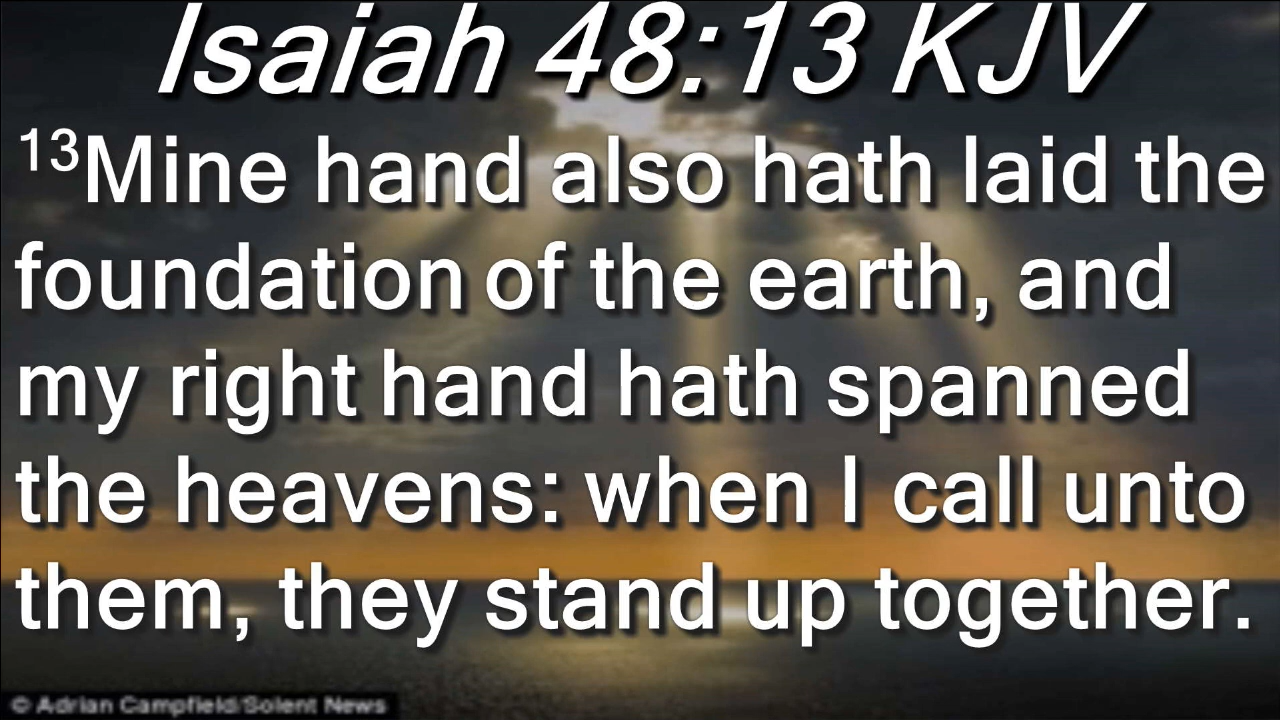 Isaiah 48:13 KJV
13Mine hand also hath laid the
foundation of the earth, and
my right hand hath spanned
the heavens: when I call unto
them, they stand up together.
© Adrian Campfield/Solent News